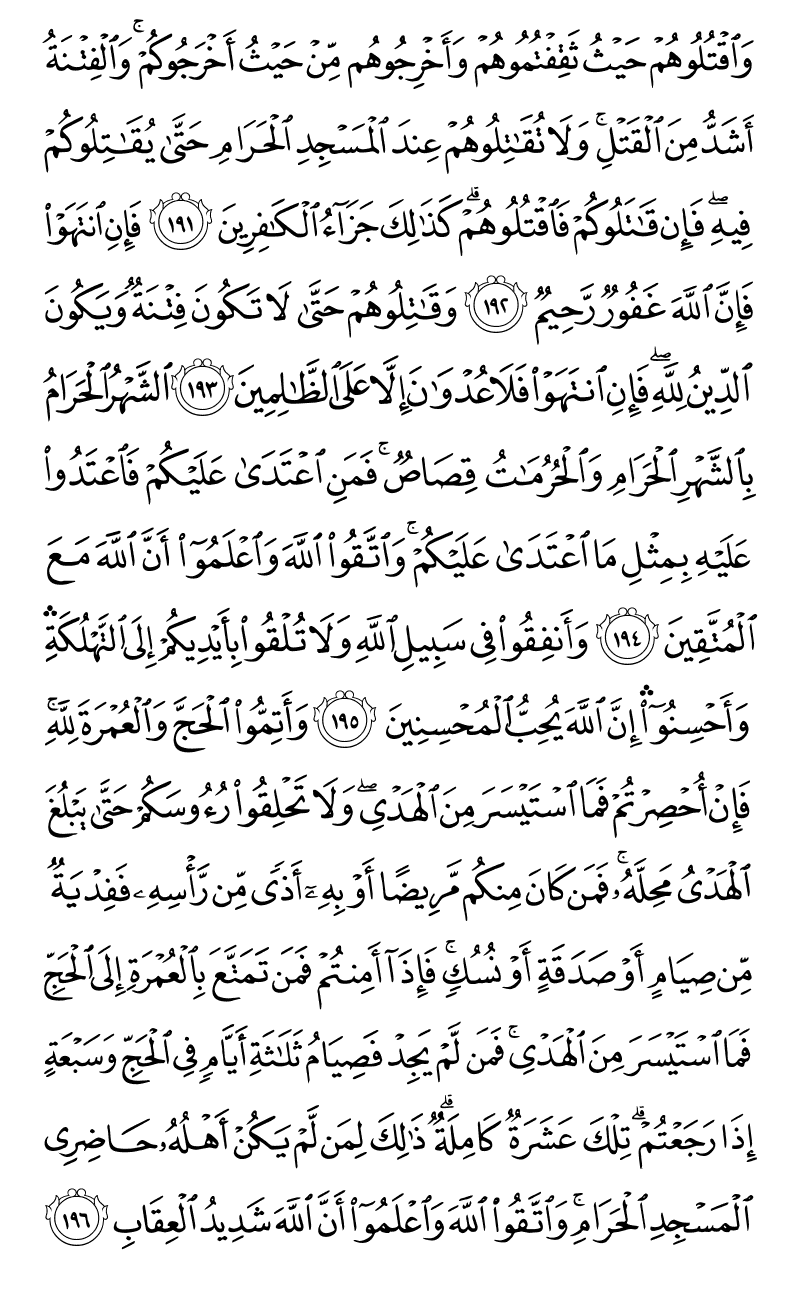 وَٱقۡتُلُوهُمۡ حَيۡثُ ثَقِفۡتُمُوهُمۡ وَأَخۡرِجُوهُم مِّنۡ حَيۡثُ أَخۡرَجُوكُمۡۚ وَٱلۡفِتۡنَةُ
أَشَدُّ مِنَ ٱلۡقَتۡلِۚ وَلَا تُقَٰتِلُوهُمۡ عِندَ ٱلۡمَسۡجِدِ ٱلۡحَرَامِ حَتَّىٰ يُقَٰتِلُوكُمۡ
فِيهِۖ فَإِن قَٰتَلُوكُمۡ فَٱقۡتُلُوهُمۡۗ كَذَٰلِكَ جَزَآءُ ٱلۡكَٰفِرِينَ ١٩١ فَإِنِ ٱنتَهَوۡاْ
فَإِنَّ ٱللَّهَ غَفُورٞ رَّحِيمٞ ١٩٢ وَقَٰتِلُوهُمۡ حَتَّىٰ لَا تَكُونَ فِتۡنَةٞ وَيَكُونَ
ٱلدِّينُ لِلَّهِۖ فَإِنِ ٱنتَهَوۡاْ فَلَا عُدۡوَٰنَ إِلَّا عَلَى ٱلظَّٰلِمِينَ ١٩٣ ٱلشَّهۡرُ ٱلۡحَرَامُ
بِٱلشَّهۡرِ ٱلۡحَرَامِ وَٱلۡحُرُمَٰتُ قِصَاصٞۚ فَمَنِ ٱعۡتَدَىٰ عَلَيۡكُمۡ فَٱعۡتَدُواْ
عَلَيۡهِ بِمِثۡلِ مَا ٱعۡتَدَىٰ عَلَيۡكُمۡۚ وَٱتَّقُواْ ٱللَّهَ وَٱعۡلَمُوٓاْ أَنَّ ٱللَّهَ مَعَ
ٱلۡمُتَّقِينَ ١٩٤ وَأَنفِقُواْ فِي سَبِيلِ ٱللَّهِ وَلَا تُلۡقُواْ بِأَيۡدِيكُمۡ إِلَى ٱلتَّهۡلُكَةِۛ
وَأَحۡسِنُوٓاْۛ إِنَّ ٱللَّهَ يُحِبُّ ٱلۡمُحۡسِنِينَ ١٩٥ وَأَتِمُّواْ ٱلۡحَجَّ وَٱلۡعُمۡرَةَ لِلَّهِۚ
فَإِنۡ أُحۡصِرۡتُمۡ فَمَا ٱسۡتَيۡسَرَ مِنَ ٱلۡهَدۡيِۖ وَلَا تَحۡلِقُواْ رُءُوسَكُمۡ حَتَّىٰ يَبۡلُغَ
ٱلۡهَدۡيُ مَحِلَّهُۥۚ فَمَن كَانَ مِنكُم مَّرِيضًا أَوۡ بِهِۦٓ أَذٗى مِّن رَّأۡسِهِۦ فَفِدۡيَةٞ
مِّن صِيَامٍ أَوۡ صَدَقَةٍ أَوۡ نُسُكٖۚ فَإِذَآ أَمِنتُمۡ فَمَن تَمَتَّعَ بِٱلۡعُمۡرَةِ إِلَى ٱلۡحَجِّ
فَمَا ٱسۡتَيۡسَرَ مِنَ ٱلۡهَدۡيِۚ فَمَن لَّمۡ يَجِدۡ فَصِيَامُ ثَلَٰثَةِ أَيَّامٖ فِي ٱلۡحَجِّ وَسَبۡعَةٍ
إِذَا رَجَعۡتُمۡۗ تِلۡكَ عَشَرَةٞ كَامِلَةٞۗ ذَٰلِكَ لِمَن لَّمۡ يَكُنۡ أَهۡلُهُۥ حَاضِرِي
ٱلۡمَسۡجِدِ ٱلۡحَرَامِۚ وَٱتَّقُواْ ٱللَّهَ وَٱعۡلَمُوٓاْ أَنَّ ٱللَّهَ شَدِيدُ ٱلۡعِقَابِ ١٩٦